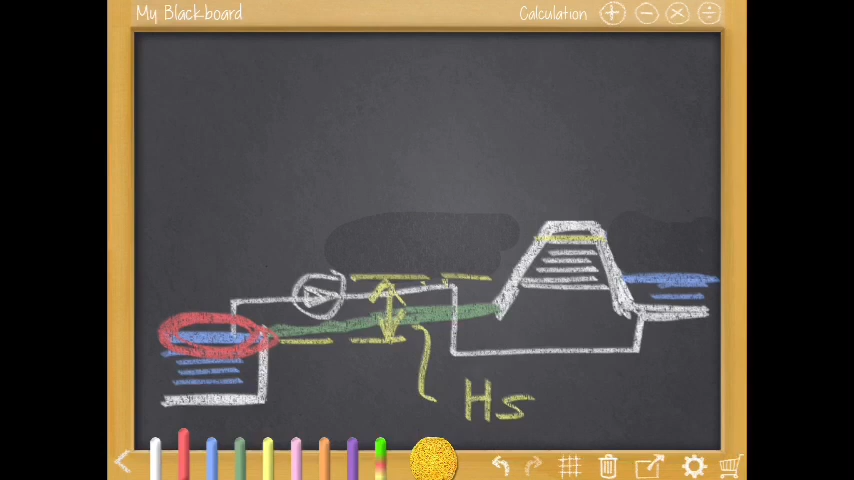 My Blackboard
Calculation + − × ÷
Hs